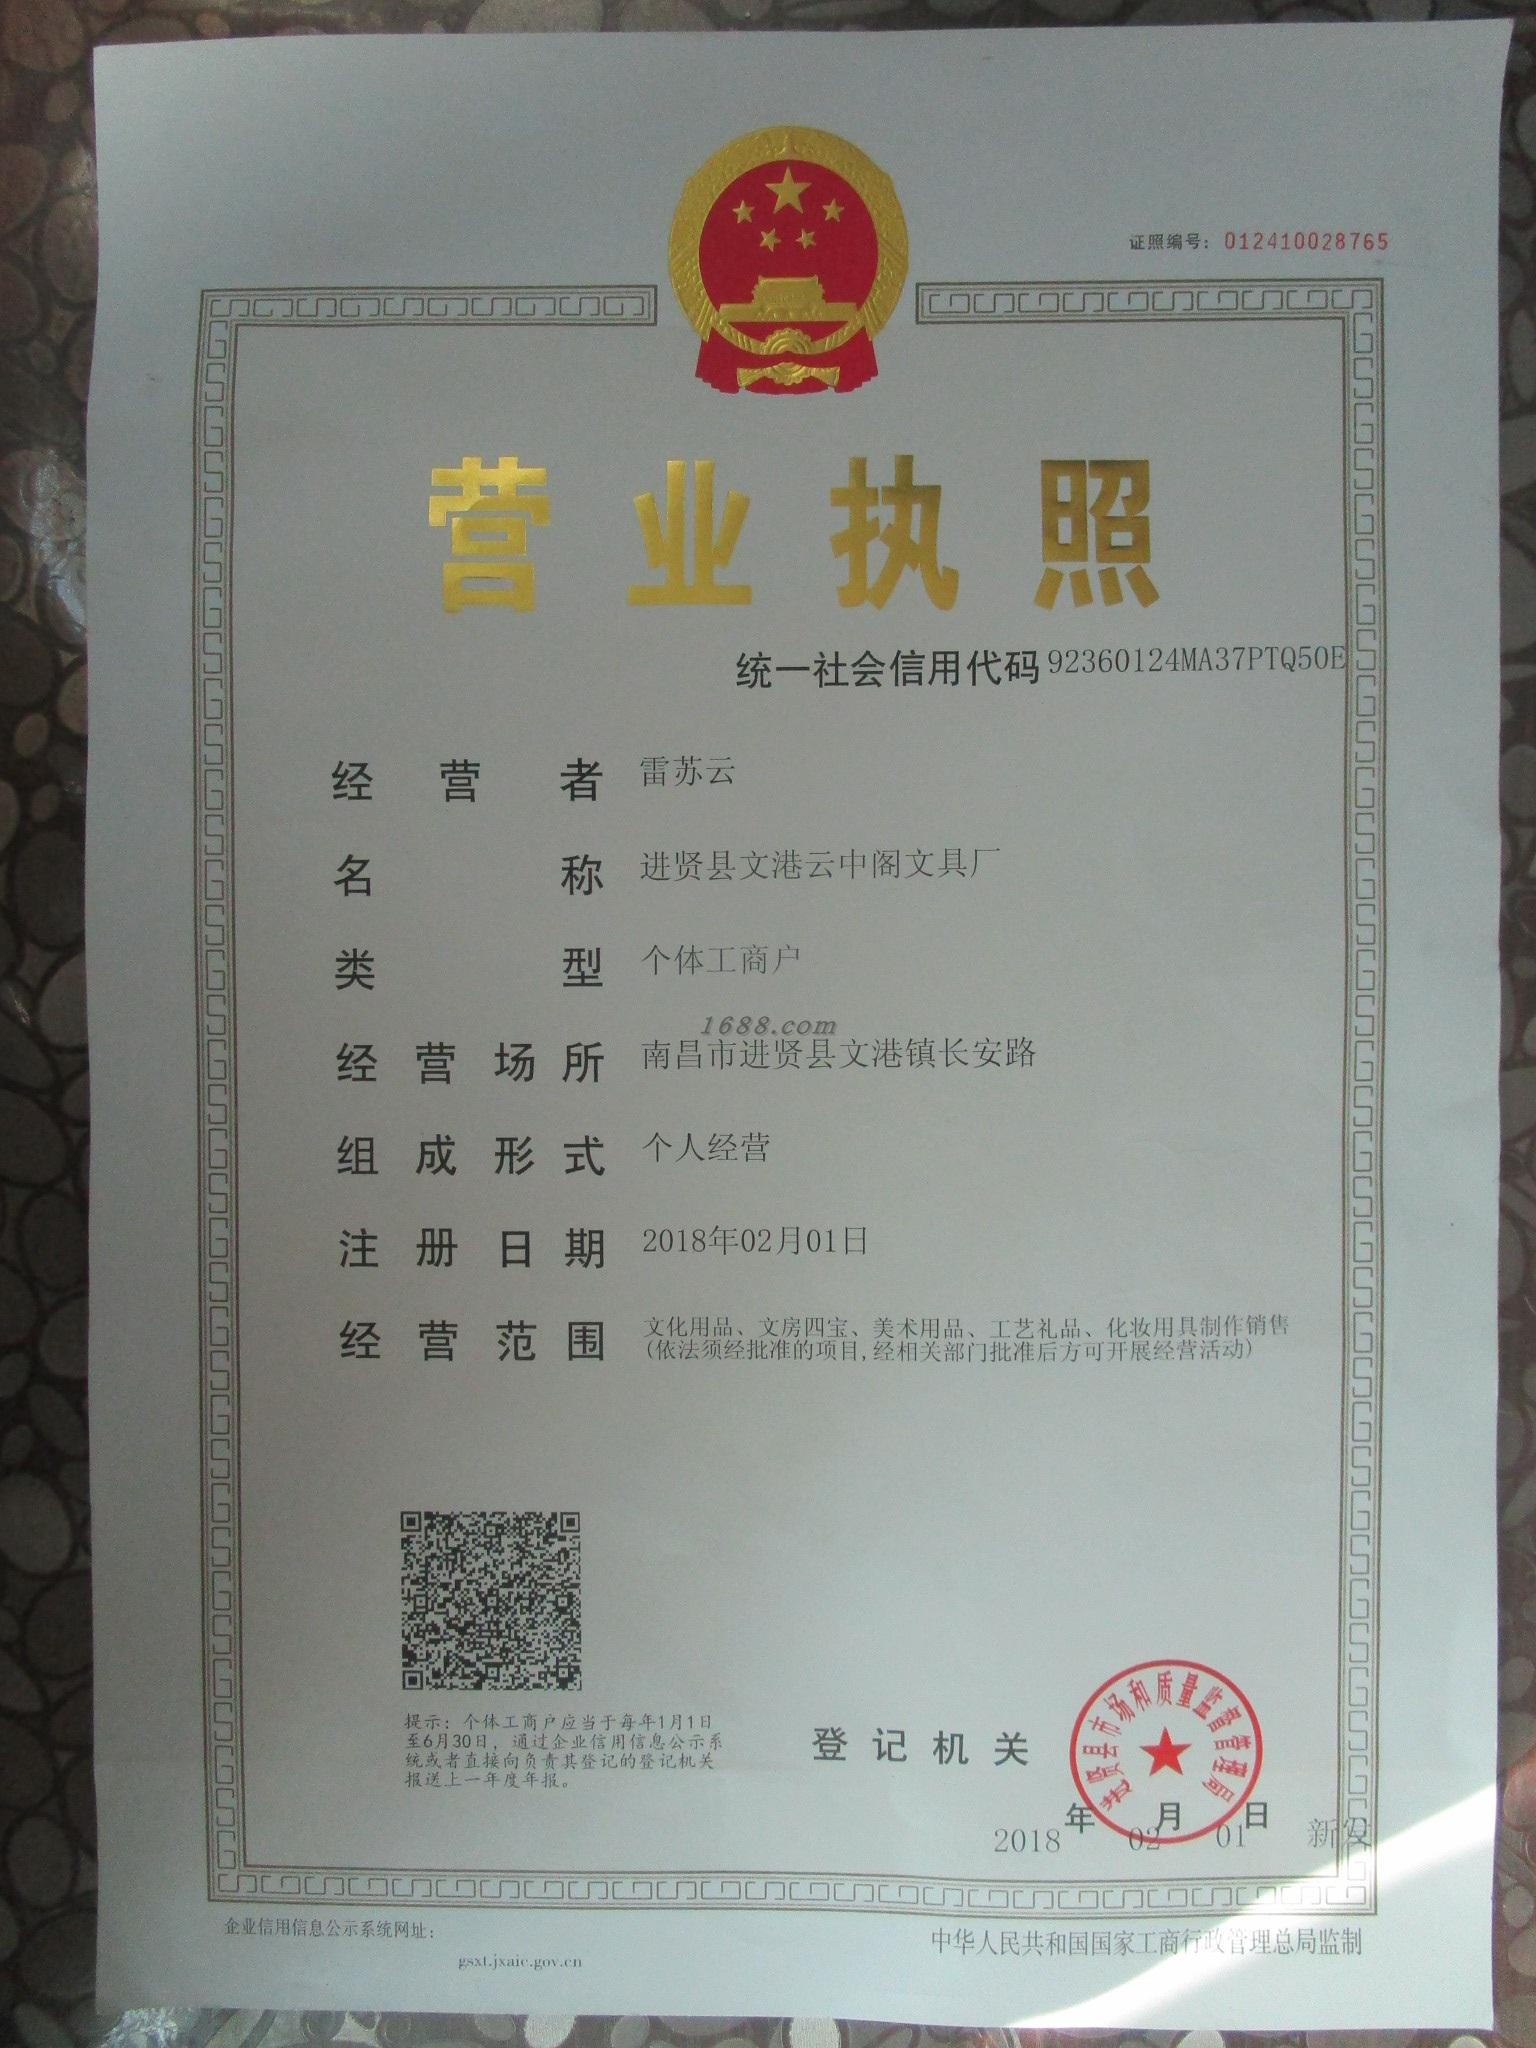 证照编号：012410028765
营业执照
统一社会信用代码 92360124MA37PTQ50E
经营者 雷苏云
名称 进贤县文港云中阁文具厂
类型 个体工商户
1688.com
经营场所 南昌市进贤县文港镇长安路
组成形式 个人经营
注册日期 2018年02月01日
经营范围 文化用品、文房四宝、美术用品、工艺礼品、化妆用具制作销售
(依法须经批准的项目,经相关部门批准后方可开展经营活动)
提示：个体工商户应当于每年1月1日
至6月30日，通过企业信用信息公示系
统或者直接向负责其登记的登记机关
报送上一年度年报。
登记机关
进贤县市场和质量监督管理局
2018年02月01日 新发
企业信用信息公示系统网址：
gsxt.jxaic.gov.cn
中华人民共和国国家工商行政管理总局监制